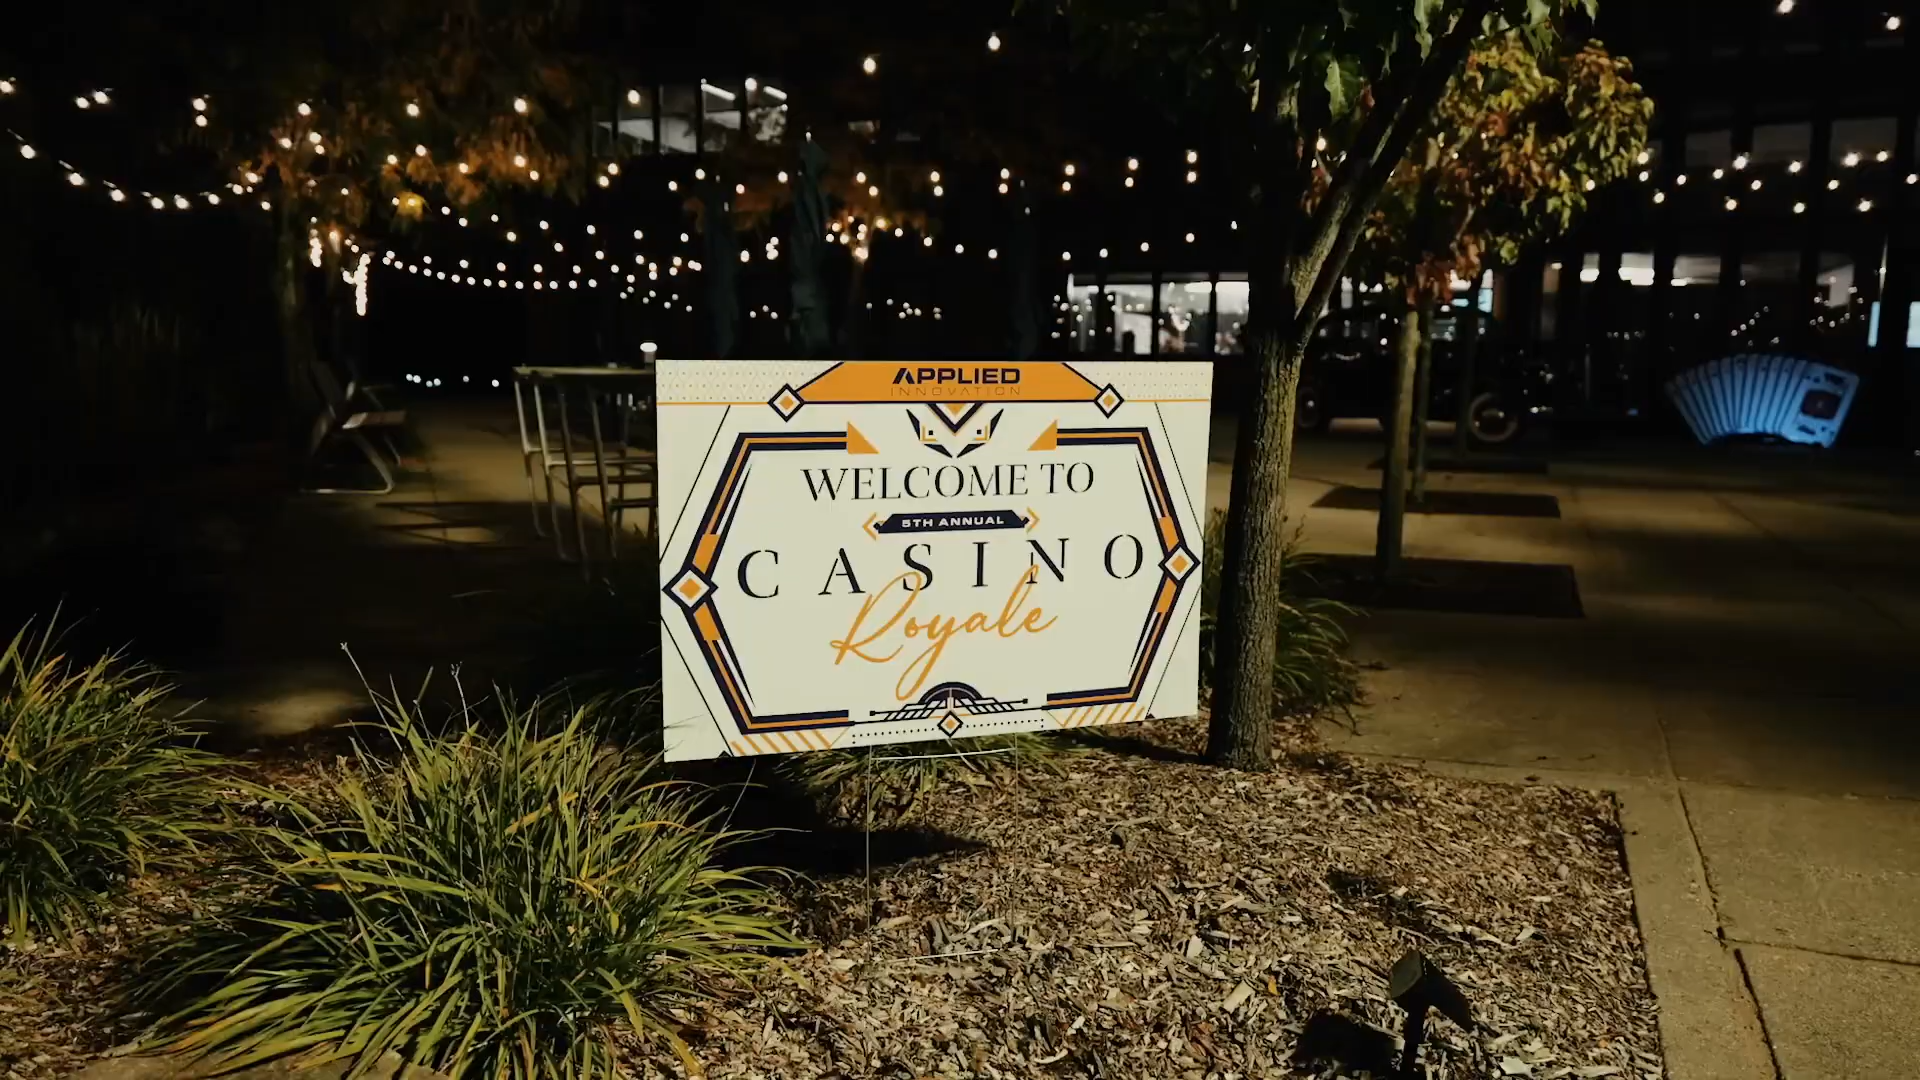 APPLIED
INNOVATION
WELCOME TO
5TH ANNUAL
CASINO
Royale